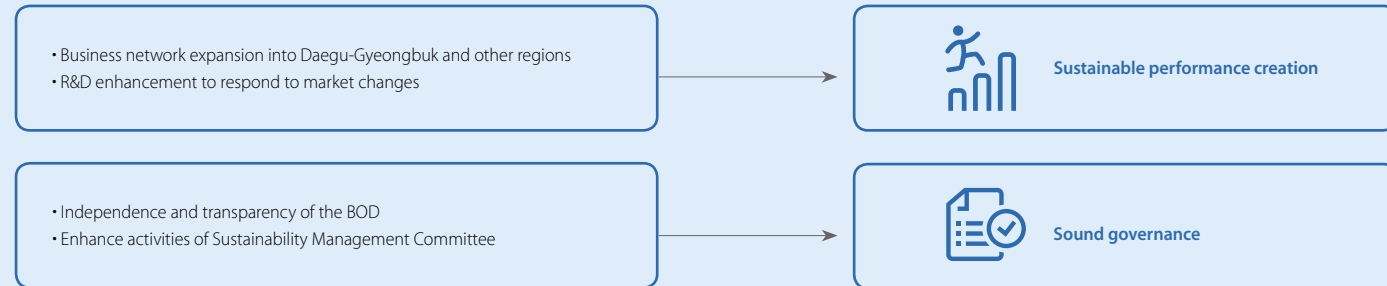 • Business network expansion into Daegu-Gyeongbuk and other regions
• R&D enhancement to respond to market changes
Sustainable performance creation
• Independence and transparency of the BOD
• Enhance activities of Sustainability Management Committee
Sound governance